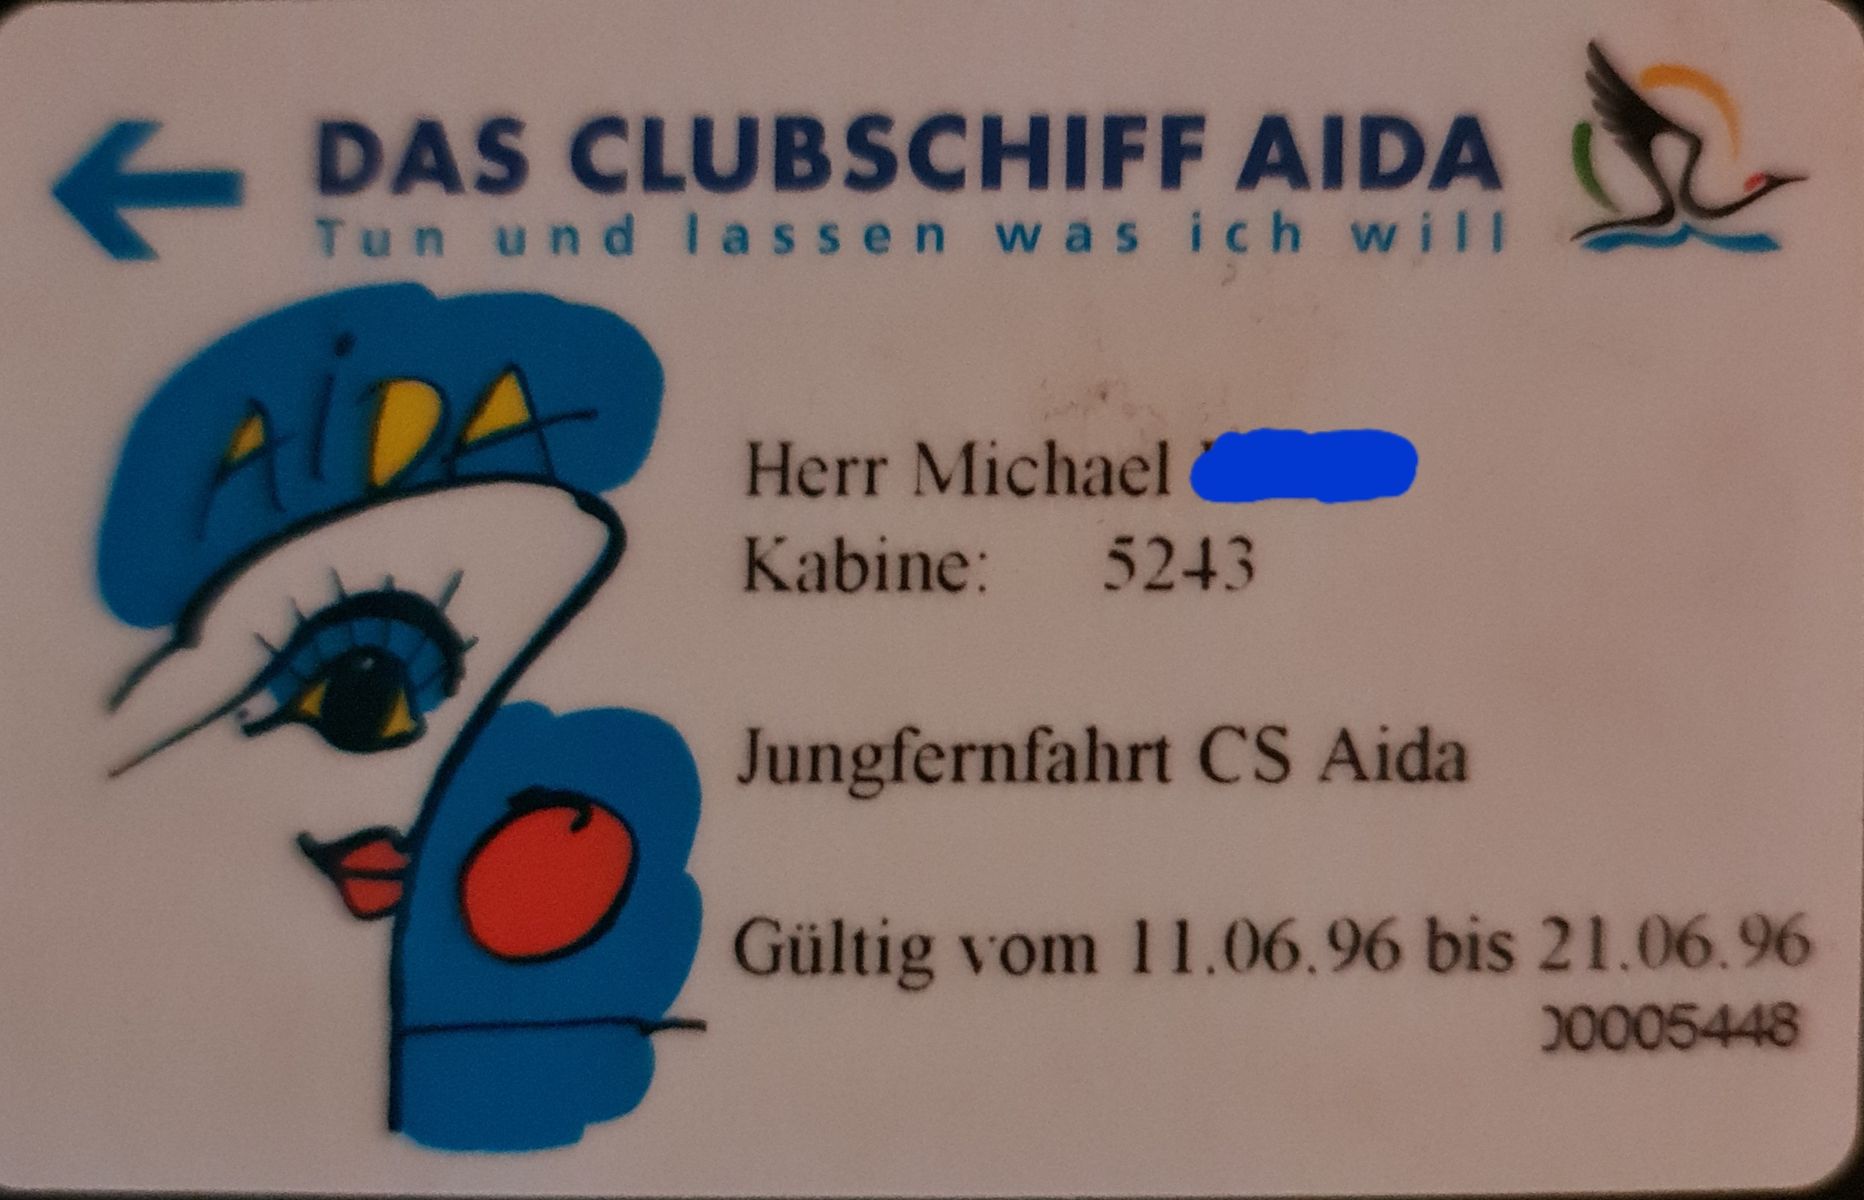 DAS CLUBSCHIFF AIDA
Tun und lassen was ich will
AiDA
Herr Michael
Kabine: 5243
Jungfernfahrt CS Aida
Gültig vom 11.06.96 bis 21.06.96
00005448